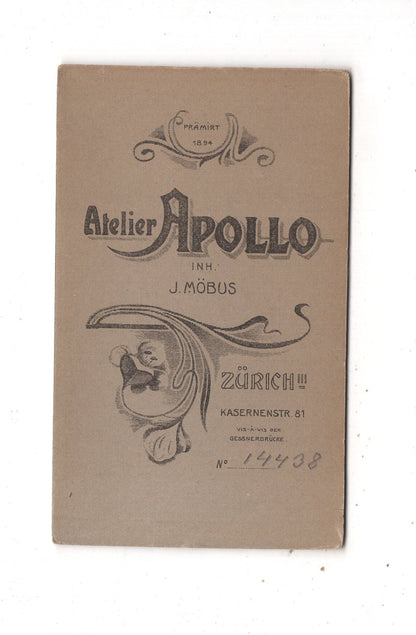 PRÄMIRT
1894
Atelier APOLLO
INH.
J. MÖBUS
ZÜRICH III
KASERNENSTR. 81
VIS-À-VIS DER
GESSNERBRÜCKE.
Nº 14438